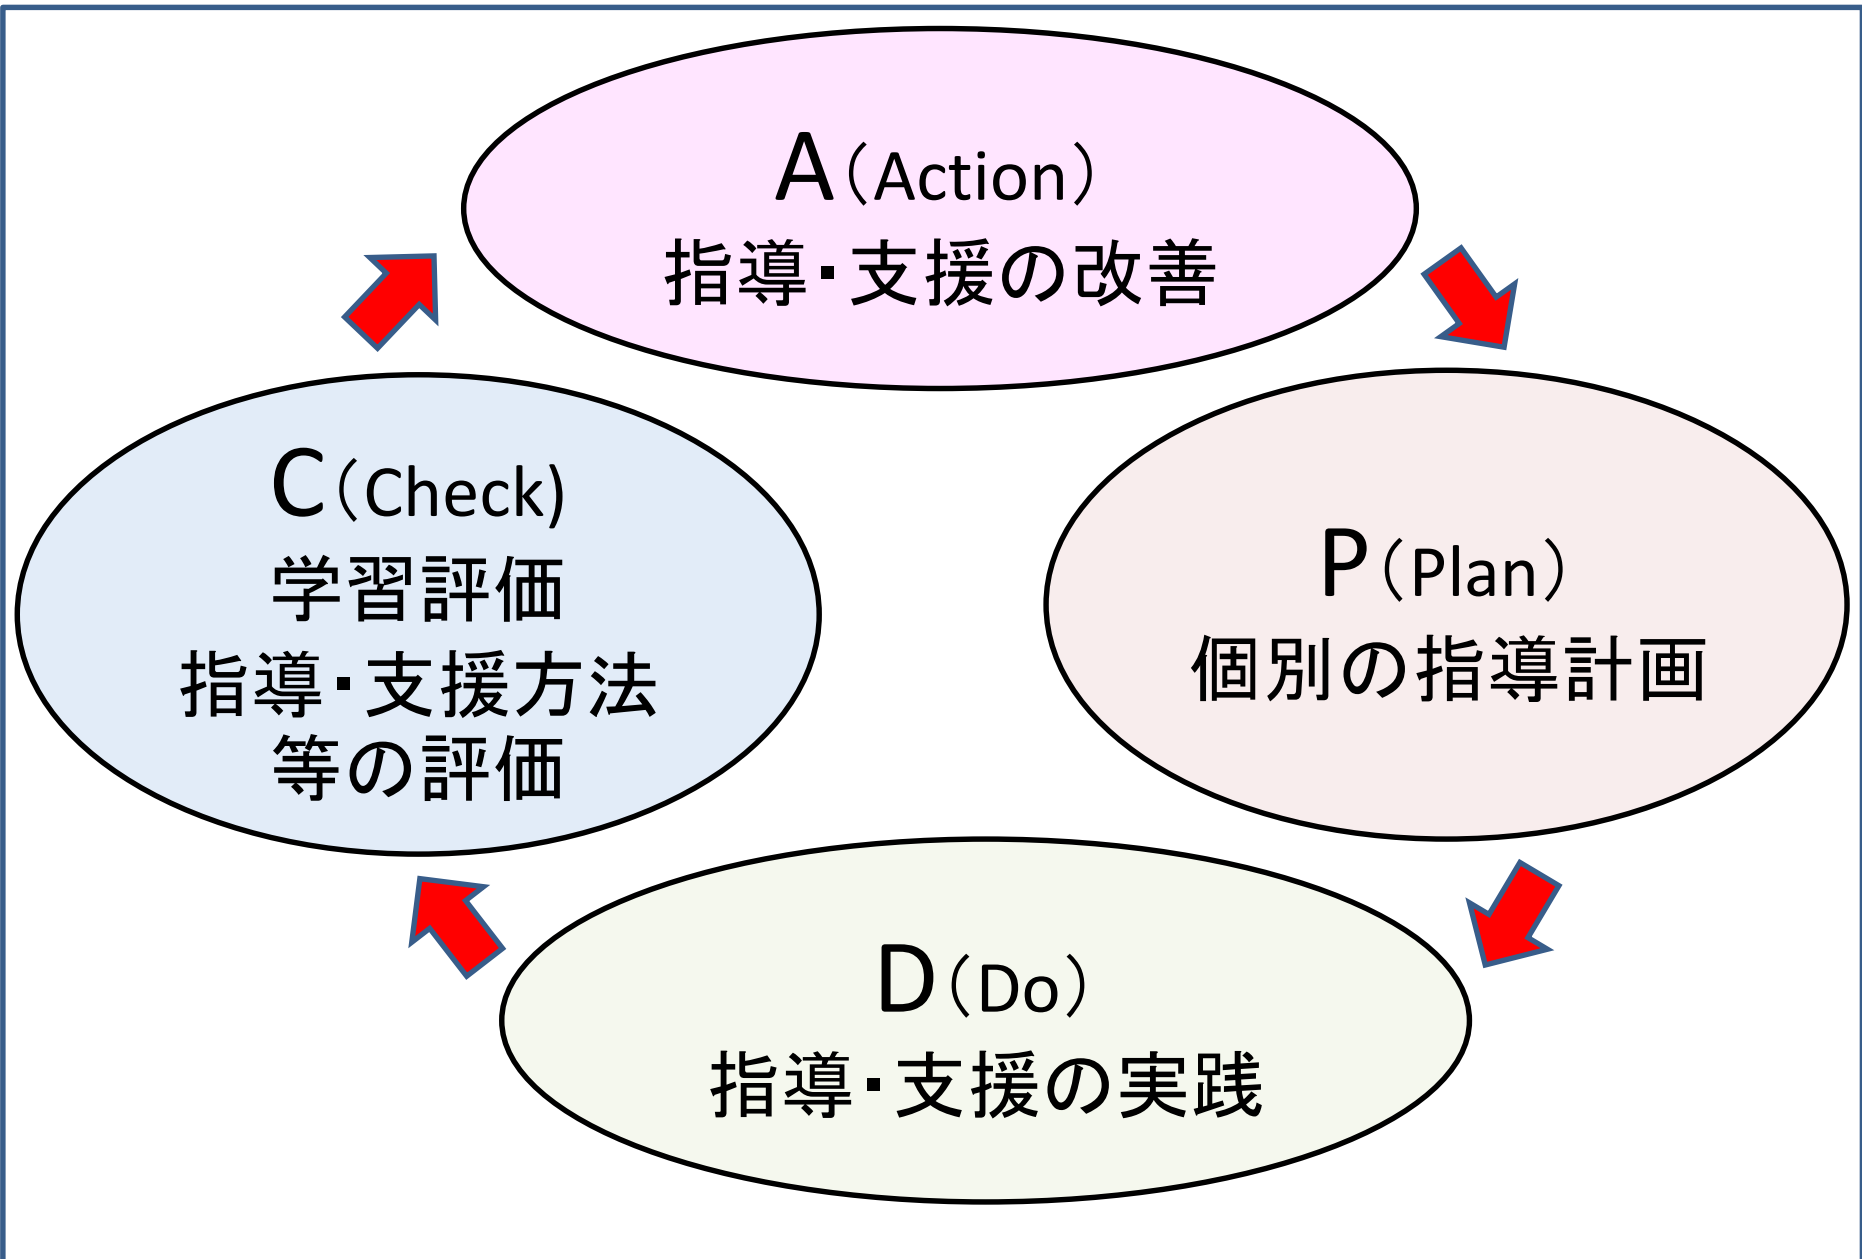 A（Action）
指導・支援の改善
C（Check)
学習評価
指導・支援方法
等の評価
P（Plan）
個別の指導計画
D（Do）
指導・支援の実践